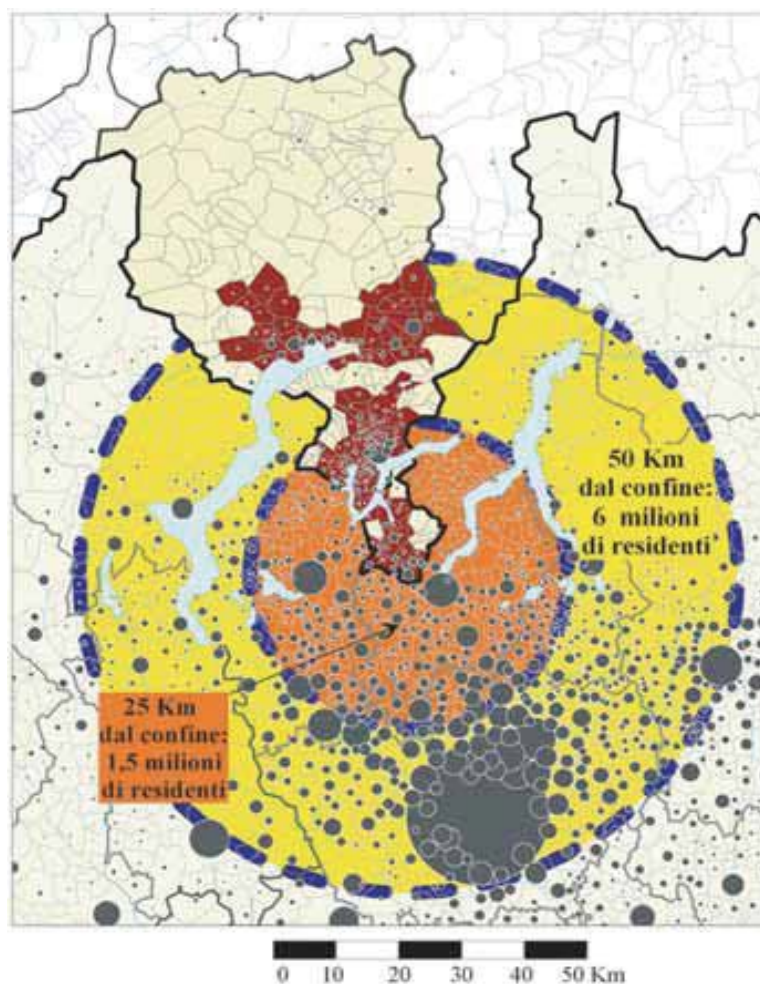 50 Km
dal confine:
6 milioni
di residenti
25 Km
dal confine:
1,5 milioni
di residenti
0 10 20 30 40 50 Km